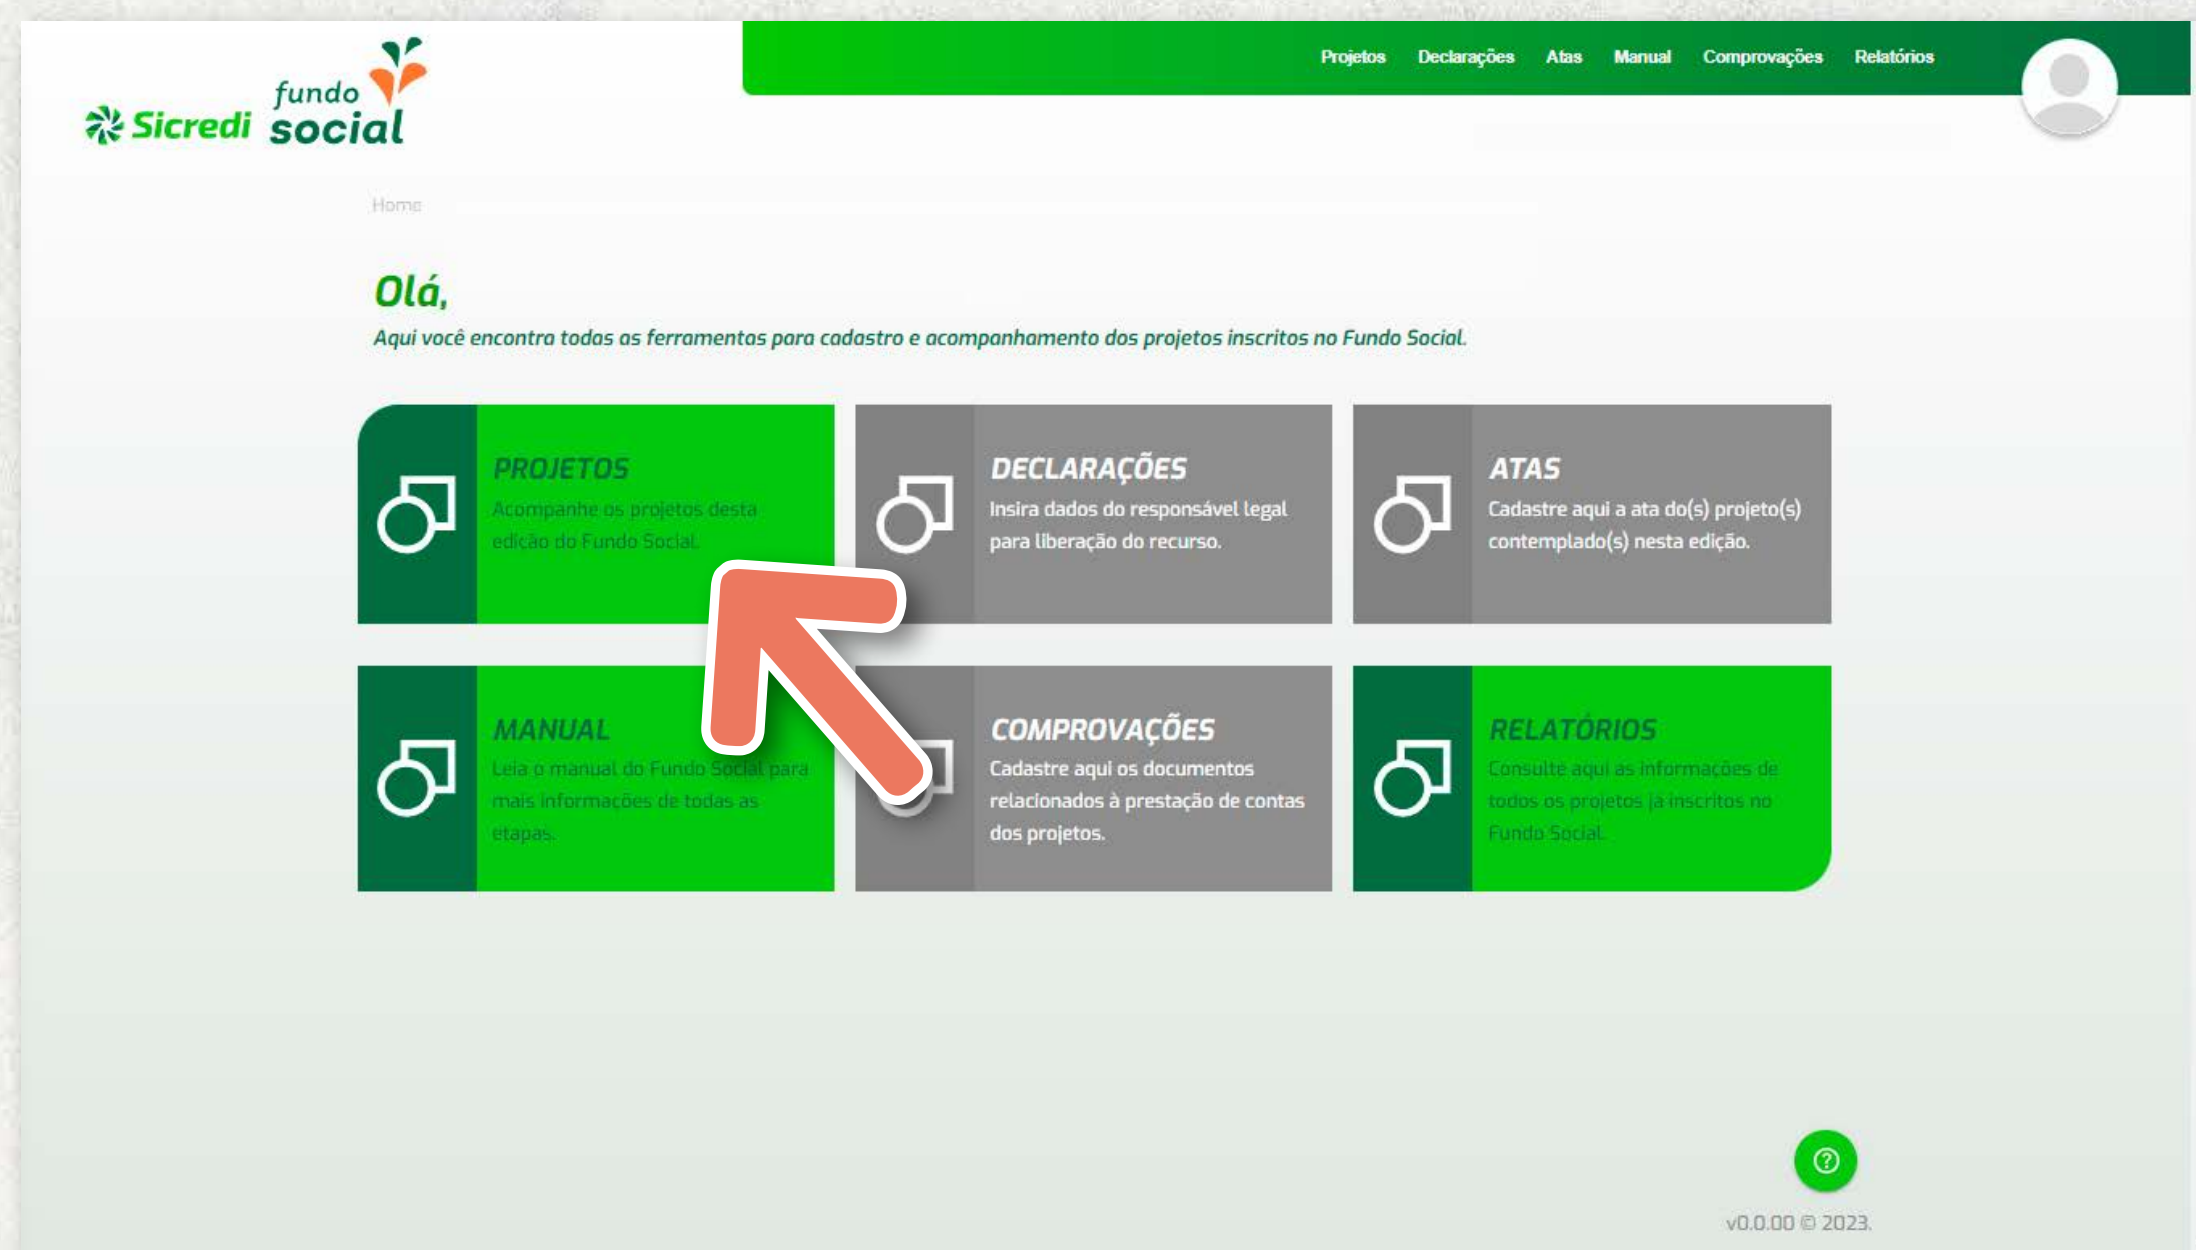 Projetos Declarações Atas Manual Comprovações Relatórios
Sicredi fundo social
Home
Olá,
Aqui você encontra todas as ferramentas para cadastro e acompanhamento dos projetos inscritos no Fundo Social.
PROJETOS
Acompanhe os projetos desta
edição do Fundo Social.
DECLARAÇÕES
Insira dados do responsável legal
para liberação do recurso.
ATAS
Cadastre aqui a ata do(s) projeto(s)
contemplado(s) nesta edição.
MANUAL
Leia o manual do Fundo Social para
mais informações de todas as
etapas.
COMPROVAÇÕES
Cadastre aqui os documentos
relacionados à prestação de contas
dos projetos.
RELATÓRIOS
Consulte aqui as informações de
todos os projetos já inscritos no
Fundo Social.
?
v0.0.00 © 2023.